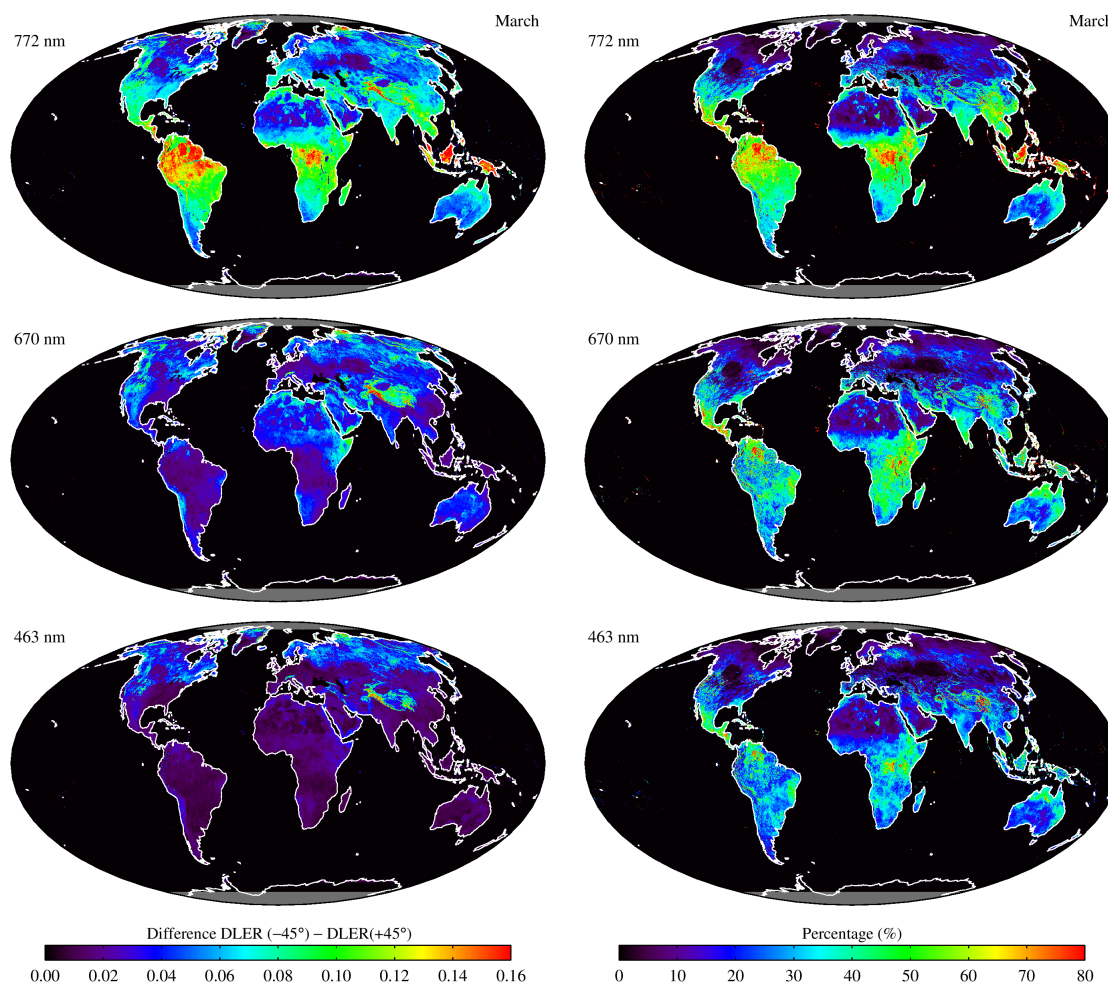 772 nm
March
772 nm
March
670 nm
670 nm
463 nm
463 nm
Difference DLER (−45°) − DLER(+45°)
0.00 0.02 0.04 0.06 0.08 0.10 0.12 0.14 0.16
Percentage (%)
0 10 20 30 40 50 60 70 80